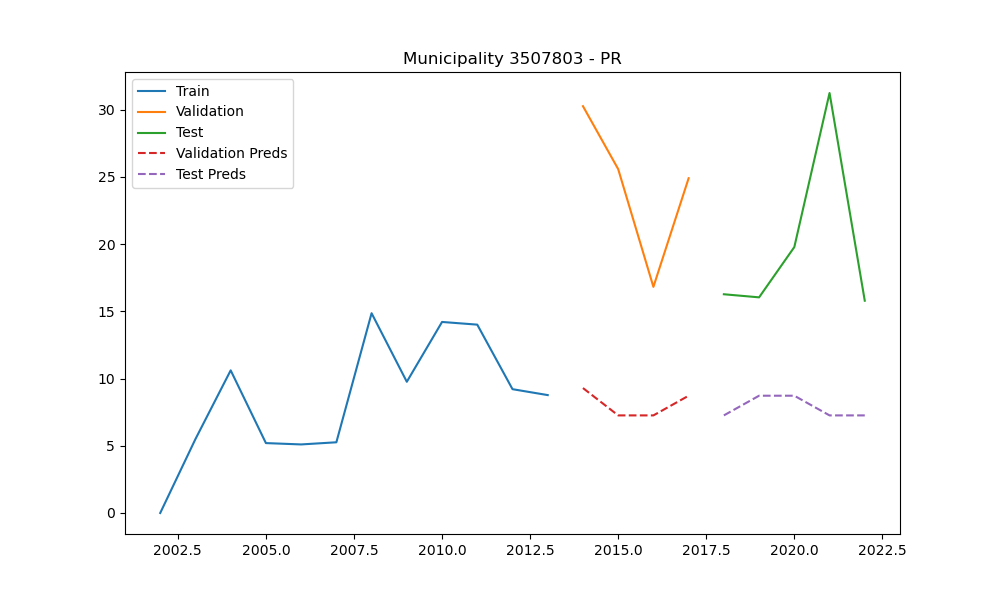 Municipality 3507803 - PR
Train
Validation
Test
Validation Preds
Test Preds
30
25
20
15
10
5
0
2002.5 2005.0 2007.5 2010.0 2012.5 2015.0 2017.5 2020.0 2022.5